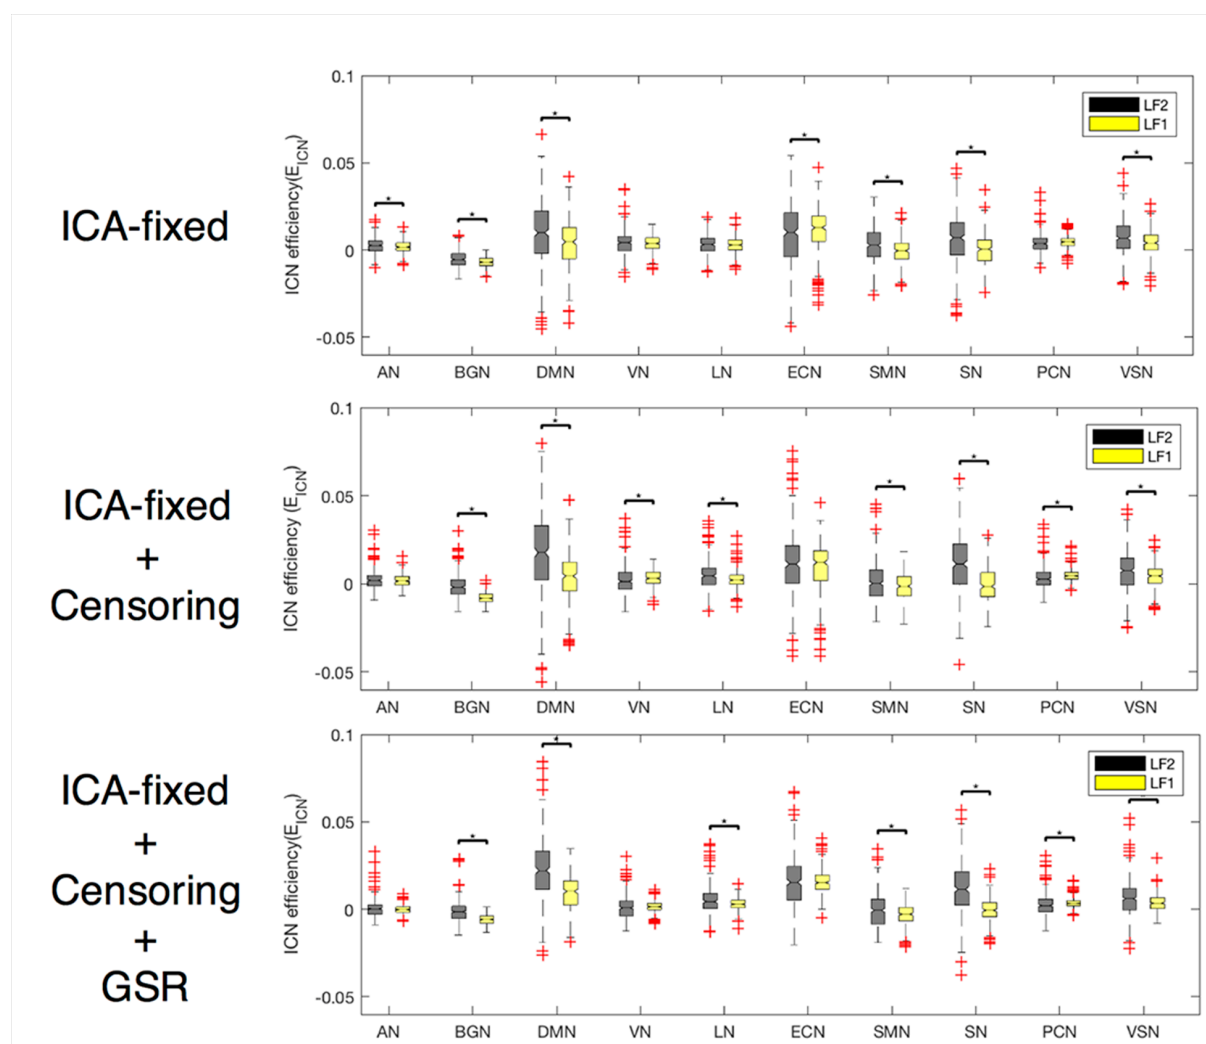 ICA-fixed
ICN efficiency(E_ICN)
0.1
0.05
0
-0.05
* * * * * * * *
LF2
LF1
AN BGN DMN VN LN ECN SMN SN PCN VSN
ICA-fixed
+
Censoring
ICN efficiency (E_ICN)
0.1
0.05
0
-0.05
* * * * * * * *
LF2
LF1
AN BGN DMN VN LN ECN SMN SN PCN VSN
ICA-fixed
+
Censoring
+
GSR
ICN efficiency(E_ICN)
0.1
0.05
0
-0.05
* * * * * *
LF2
LF1
AN BGN DMN VN LN ECN SMN SN PCN VSN